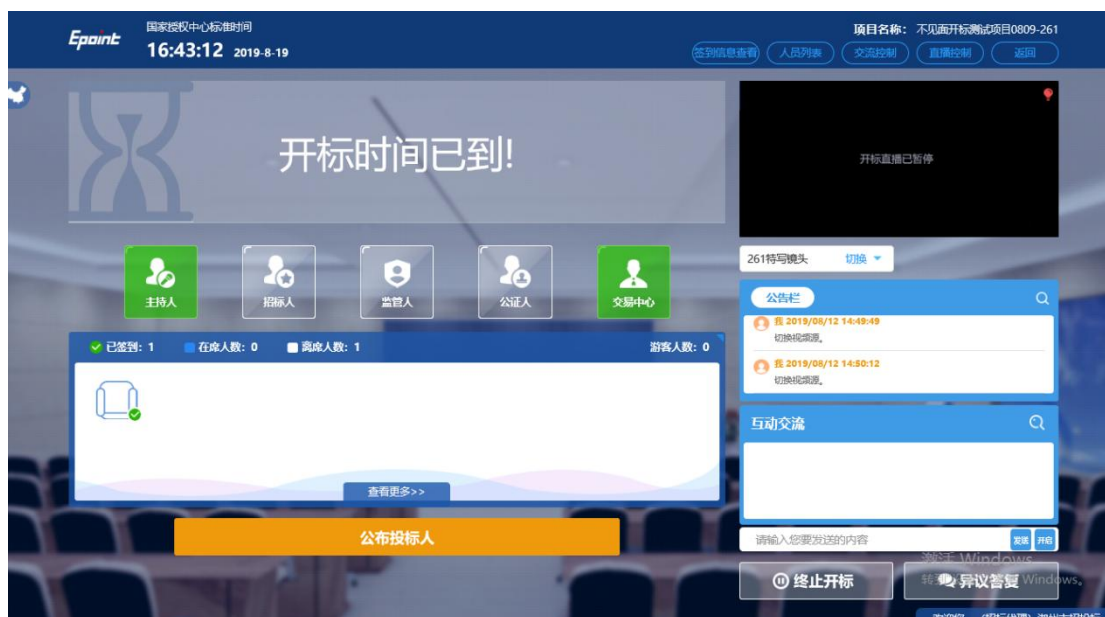 Epoint
国家授权中心标准时间
16:43:12 2019-8-19
项目名称： 不见面开标测试项目0809-261
签到信息查看 人员列表 交流控制 直播控制 返回
开标时间已到!
开标直播已暂停
主持人 招标人 监管人 公证人 交易中心
261特写镜头 切换
公告栏
我 2019/08/12 14:49:49
切换视频源。
我 2019/08/12 14:50:12
切换视频源。
已签到: 1 在席人数: 0 离席人数: 1 游客人数: 0
查看更多>>
互动交流
公布投标人
请输入您要发送的内容 发送 开启
激活 Windows
终止开标 异议答复
Windows。